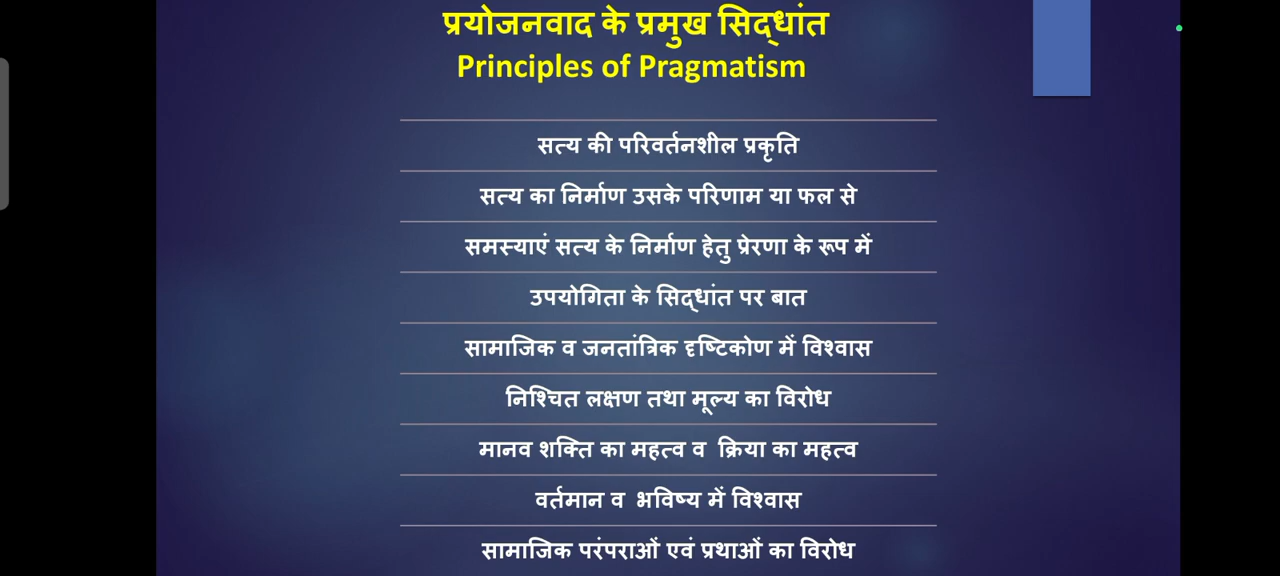 प्रयोजनवाद के प्रमुख सिद्धांत
Principles of Pragmatism
सत्य की परिवर्तनशील प्रकृति
सत्य का निर्माण उसके परिणाम या फल से
समस्याएं सत्य के निर्माण हेतु प्रेरणा के रूप में
उपयोगिता के सिद्धांत पर बात
सामाजिक व जनतांत्रिक दृष्टिकोण में विश्वास
निश्चित लक्षण तथा मूल्य का विरोध
मानव शक्ति का महत्व व क्रिया का महत्व
वर्तमान व भविष्य में विश्वास
सामाजिक परंपराओं एवं प्रथाओं का विरोध